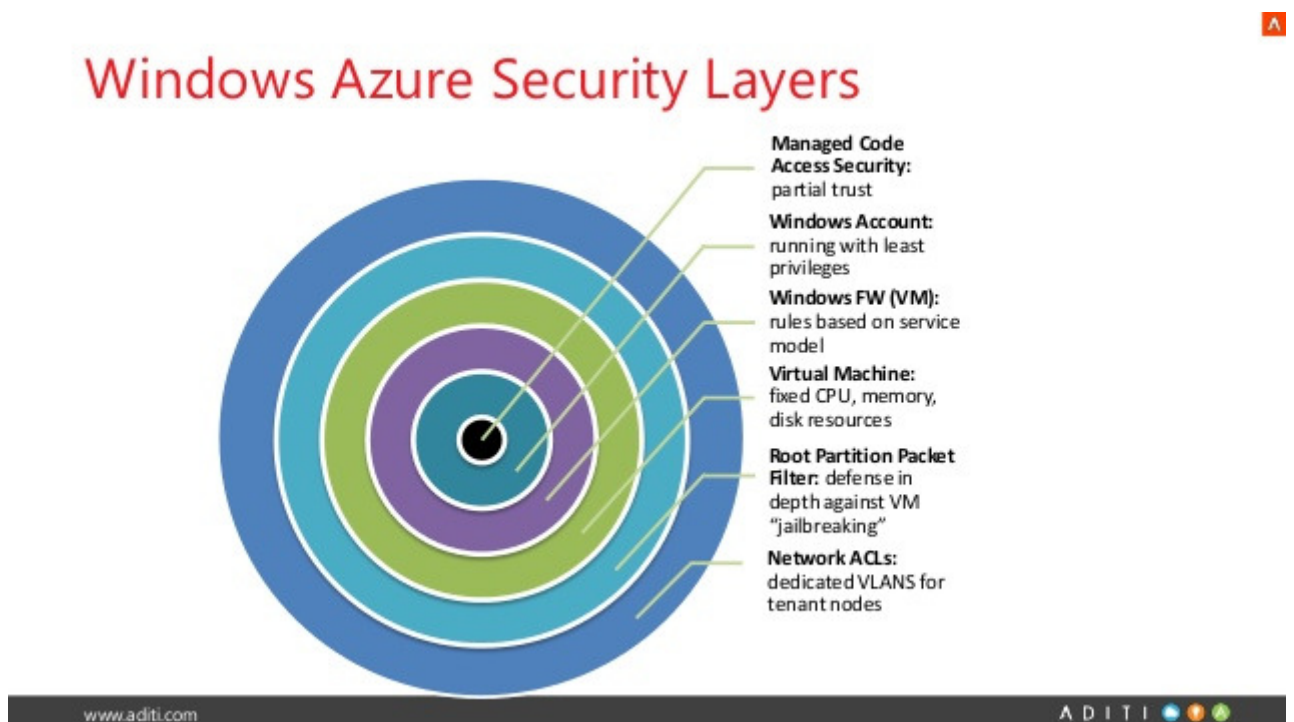 Windows Azure Security Layers
Managed Code
Access Security:
partial trust
Windows Account:
running with least
privileges
Windows FW (VM):
rules based on service
model
Virtual Machine:
fixed CPU, memory,
disk resources
Root Partition Packet
Filter: defense in
depth against VM
“jailbreaking”
Network ACLs:
dedicated VLANS for
tenant nodes
www.aditi.com
ADITI